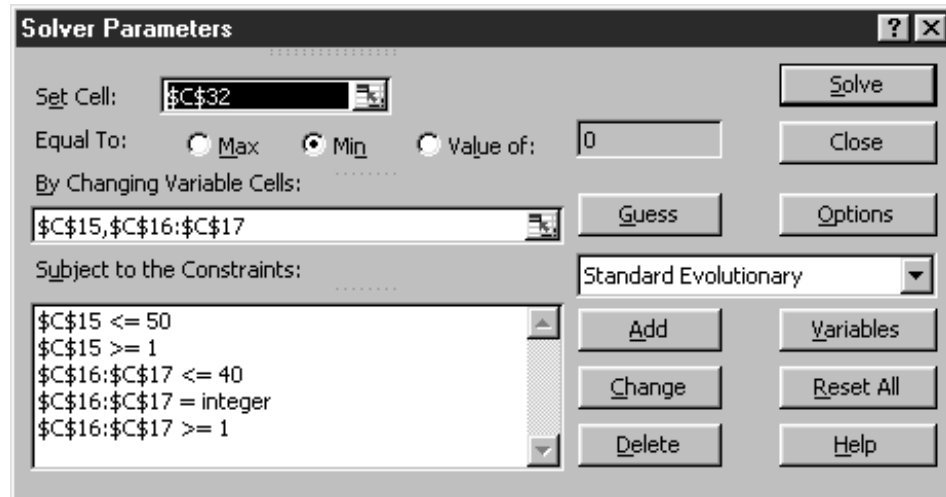 Solver Parameters
Set Cell: $C$32 Solve
Equal To: Max Min Value of: 0 Close
By Changing Variable Cells:
$C$15,$C$16:$C$17 Guess Options
Subject to the Constraints: Standard Evolutionary
$C$15 <= 50 Add Variables
$C$15 >= 1
$C$16:$C$17 <= 40 Change Reset All
$C$16:$C$17 = integer
$C$16:$C$17 >= 1 Delete Help